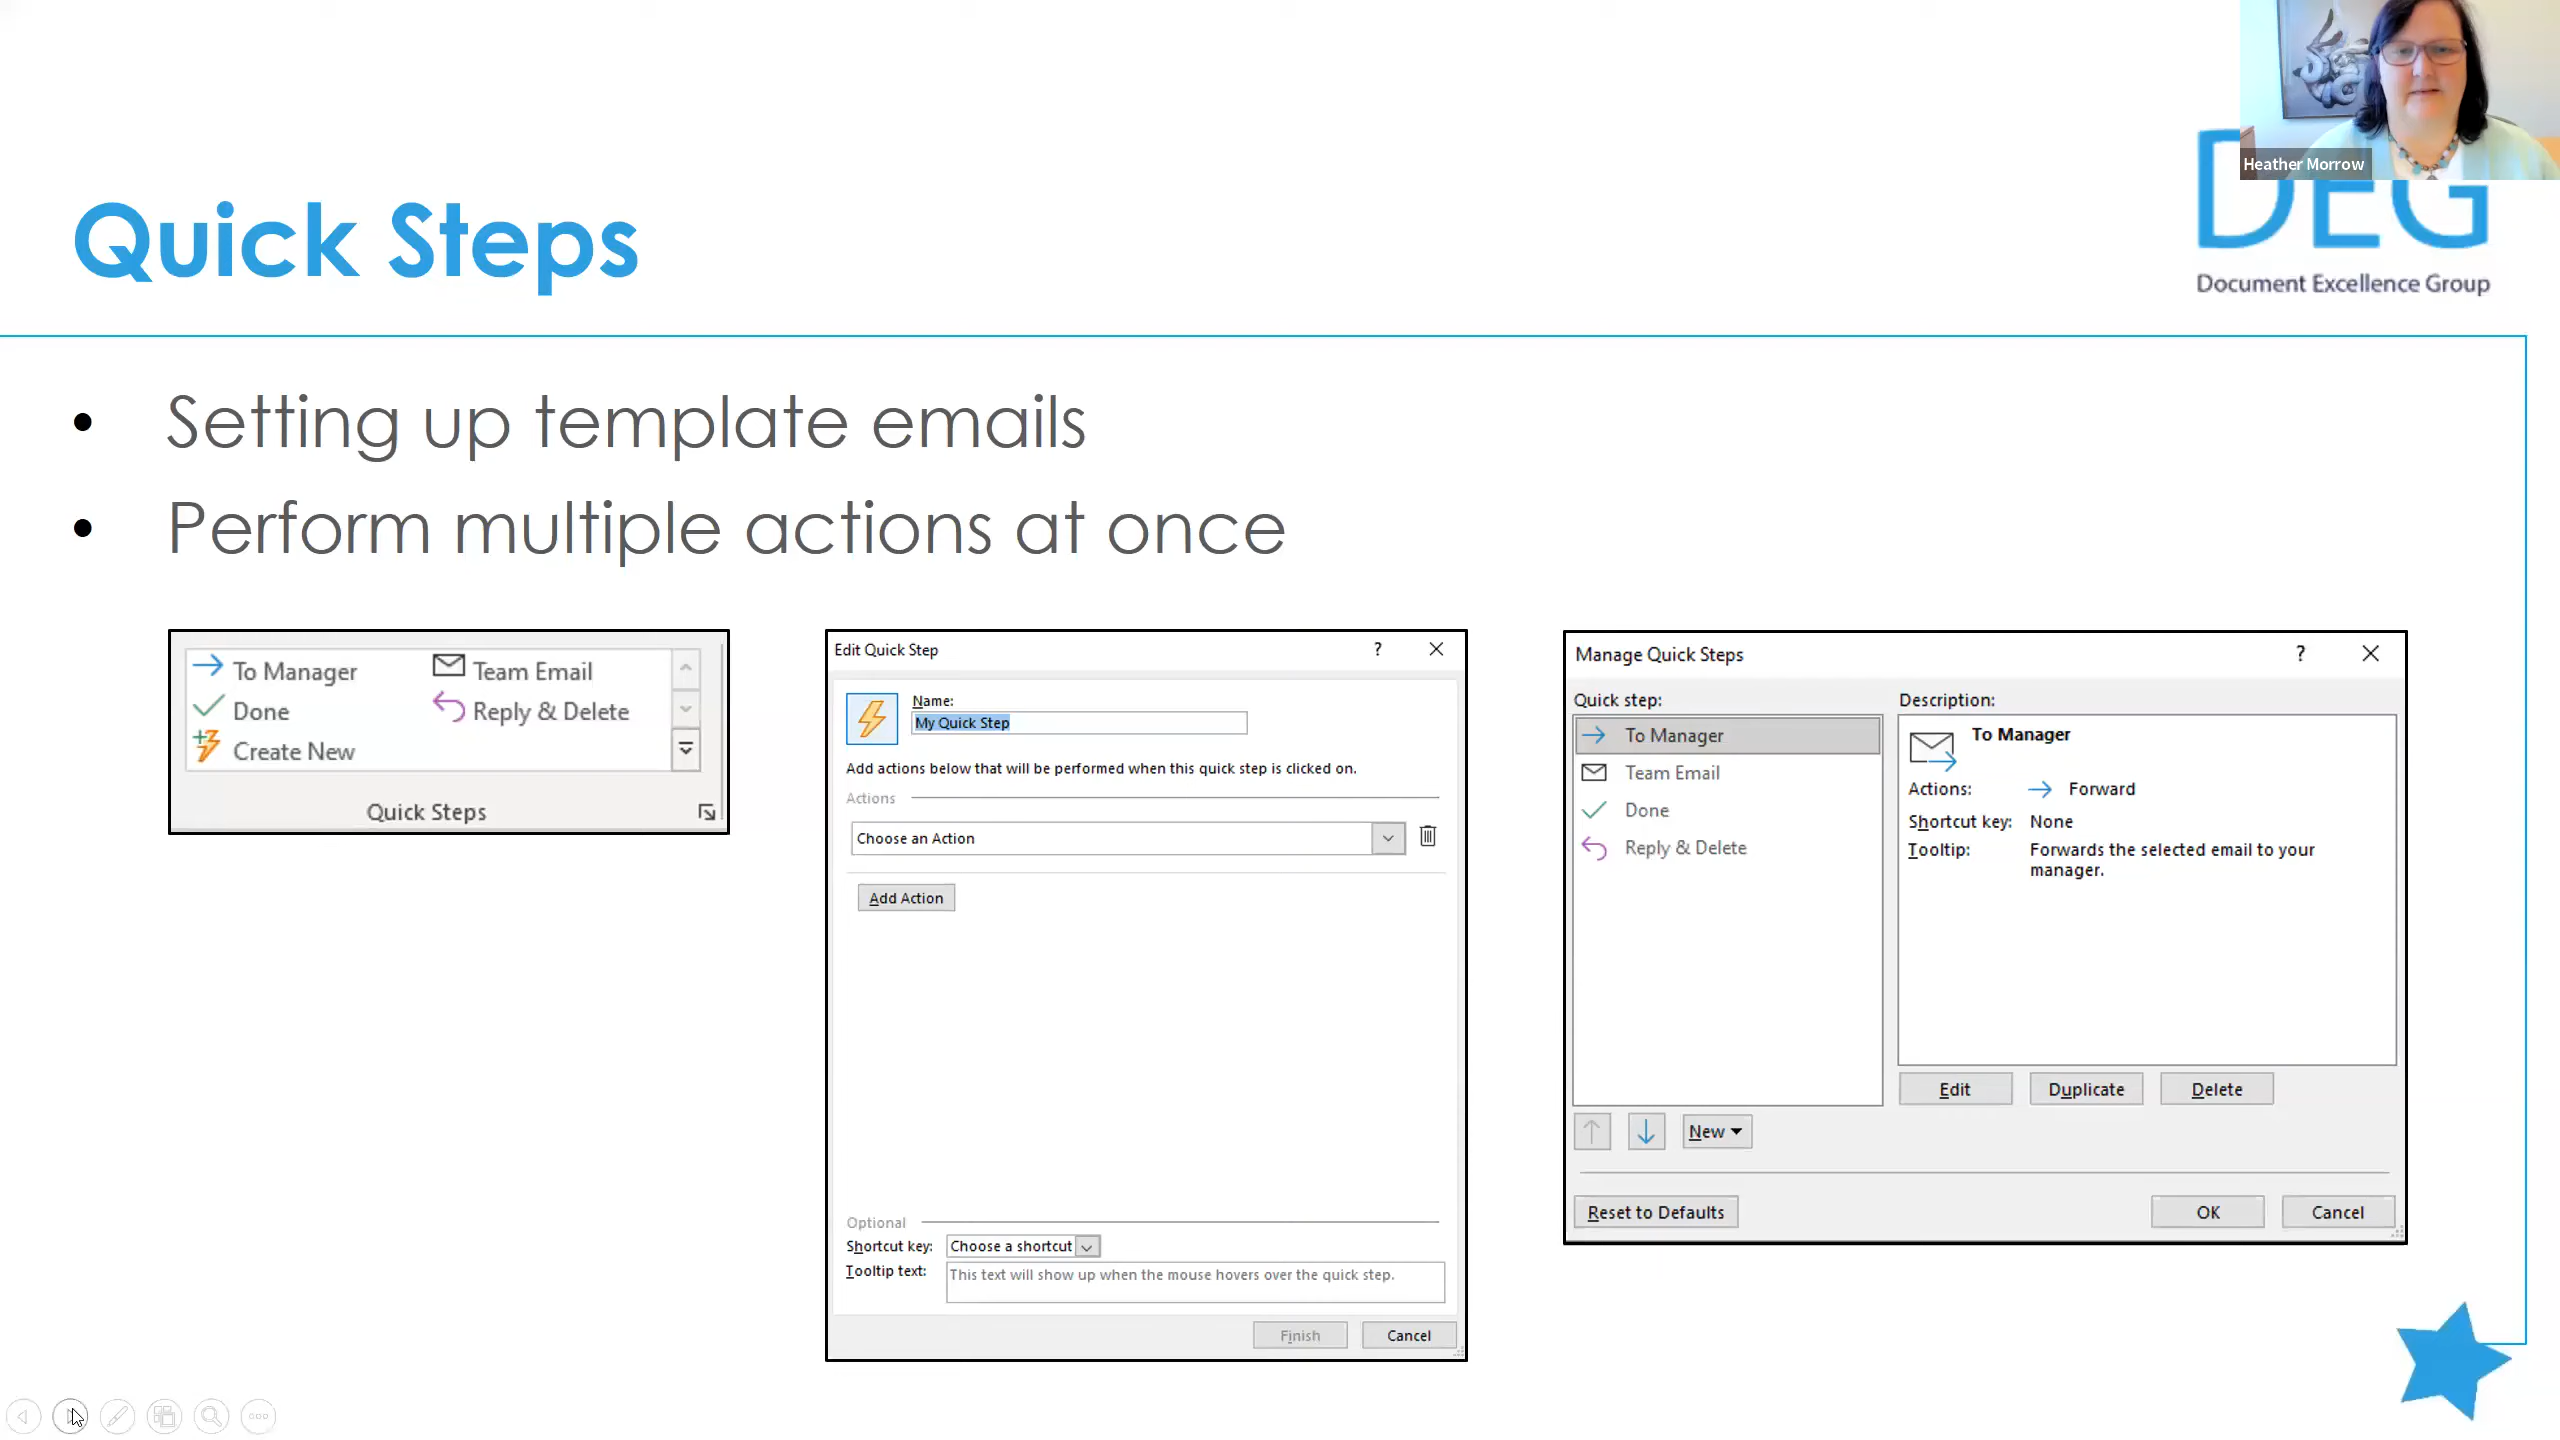 Heather Morrow
DEG
Document Excellence Group
Quick Steps
• Setting up template emails
• Perform multiple actions at once
To Manager
Team Email
Done
Reply & Delete
Create New
Quick Steps
Edit Quick Step
?
Name:
My Quick Step
Add actions below that will be performed when this quick step is clicked on.
Actions
Choose an Action
Add Action
Optional
Shortcut key: Choose a shortcut
Tooltip text: This text will show up when the mouse hovers over the quick step.
Finish
Cancel
Manage Quick Steps
?
Quick step:
To Manager
Team Email
Done
Reply & Delete
New
Description:
To Manager
Actions: Forward
Shortcut key: None
Tooltip: Forwards the selected email to your
manager.
Edit
Duplicate
Delete
Reset to Defaults
OK
Cancel